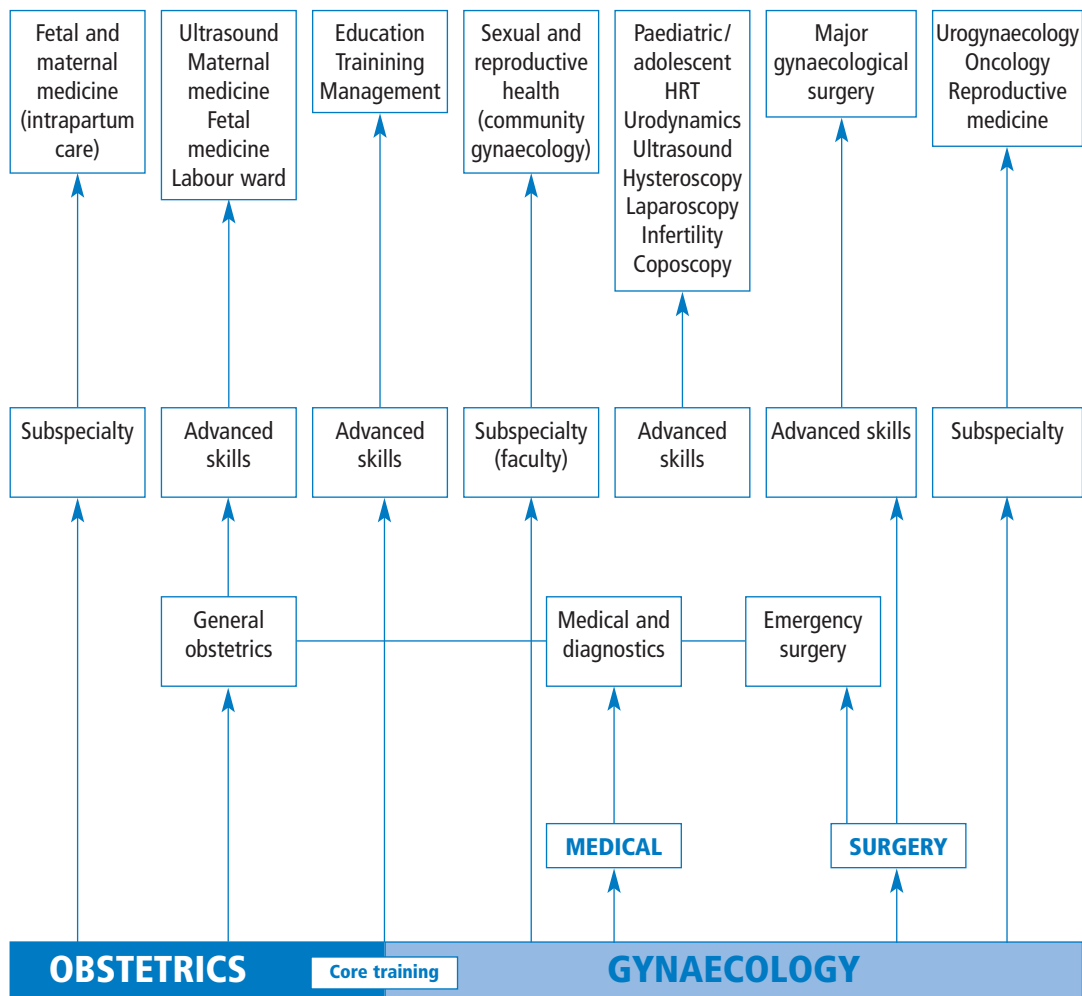 Fetal and
maternal
medicine
(intrapartum
care)
Ultrasound
Maternal
medicine
Fetal
medicine
Labour ward
Education
Trainining
Management
Sexual and
reproductive
health
(community
gynaecology)
Paediatric/
adolescent
HRT
Urodynamics
Ultrasound
Hysteroscopy
Laparoscopy
Infertility
Coposcopy
Major
gynaecological
surgery
Urogynaecology
Oncology
Reproductive
medicine
Subspecialty
Advanced
skills
Advanced
skills
Subspecialty
(faculty)
Advanced
skills
Advanced skills
Subspecialty
General
obstetrics
Medical and
diagnostics
Emergency
surgery
MEDICAL
SURGERY
OBSTETRICS
Core training
GYNAECOLOGY